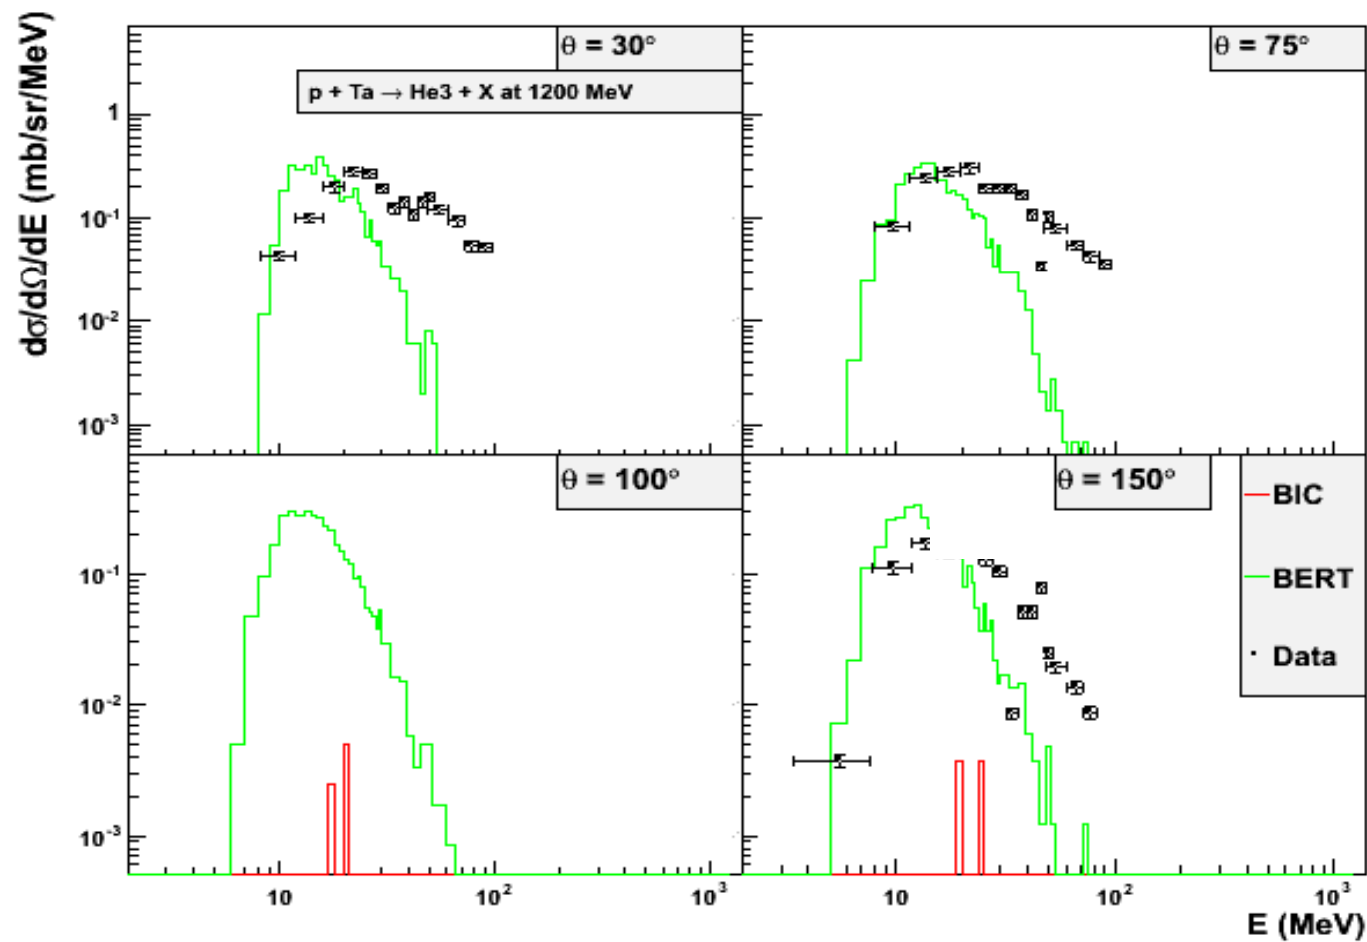 dσ/dΩ/dE (mb/sr/MeV)
θ = 30°
p + Ta → He3 + X at 1200 MeV
θ = 75°
1
10⁻¹
10⁻²
10⁻³
θ = 100°
θ = 150°
BIC
BERT
Data
10⁻¹
10⁻²
10⁻³
10
10²
10³
10
10²
10³
E (MeV)